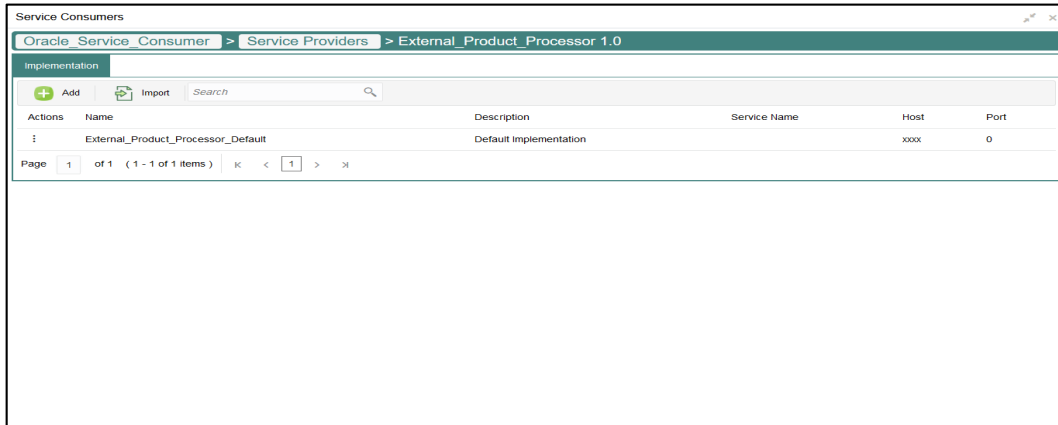 Service Consumers
Oracle_Service_Consumer > Service Providers > External_Product_Processor 1.0
Implementation
Add Import Search
Actions Name Description Service Name Host Port
External_Product_Processor_Default Default Implementation xxxx 0
Page 1 of 1 ( 1 - 1 of 1 items ) K < 1 > >|